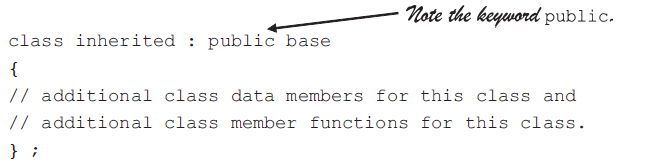 Note the keyword public.
class inherited : public base
{
// additional class data members for this class and
// additional class member functions for this class.
} ;